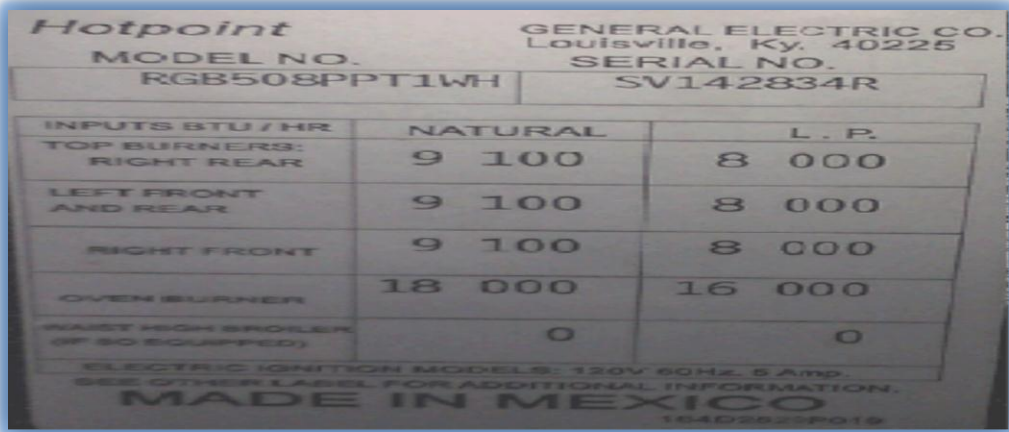 Hotpoint GENERAL ELECTRIC CO.
Louisville, Ky. 40225
MODEL NO. SERIAL NO.
RGB508PPT1WH SV142834R
INPUTS BTU / HR NATURAL L . P.
TOP BURNERS:
RIGHT REAR 9 100 8 000
LEFT FRONT
AND REAR 9 100 8 000
RIGHT FRONT 9 100 8 000
OVEN BURNER 18 000 16 000
WAIST HIGH BROILER
(IF SO EQUIPPED) 0 0
ELECTRIC IGNITION MODELS: 120V 60Hz. 5 Amp.
SEE OTHER LABEL FOR ADDITIONAL INFORMATION.
MADE IN MEXICO